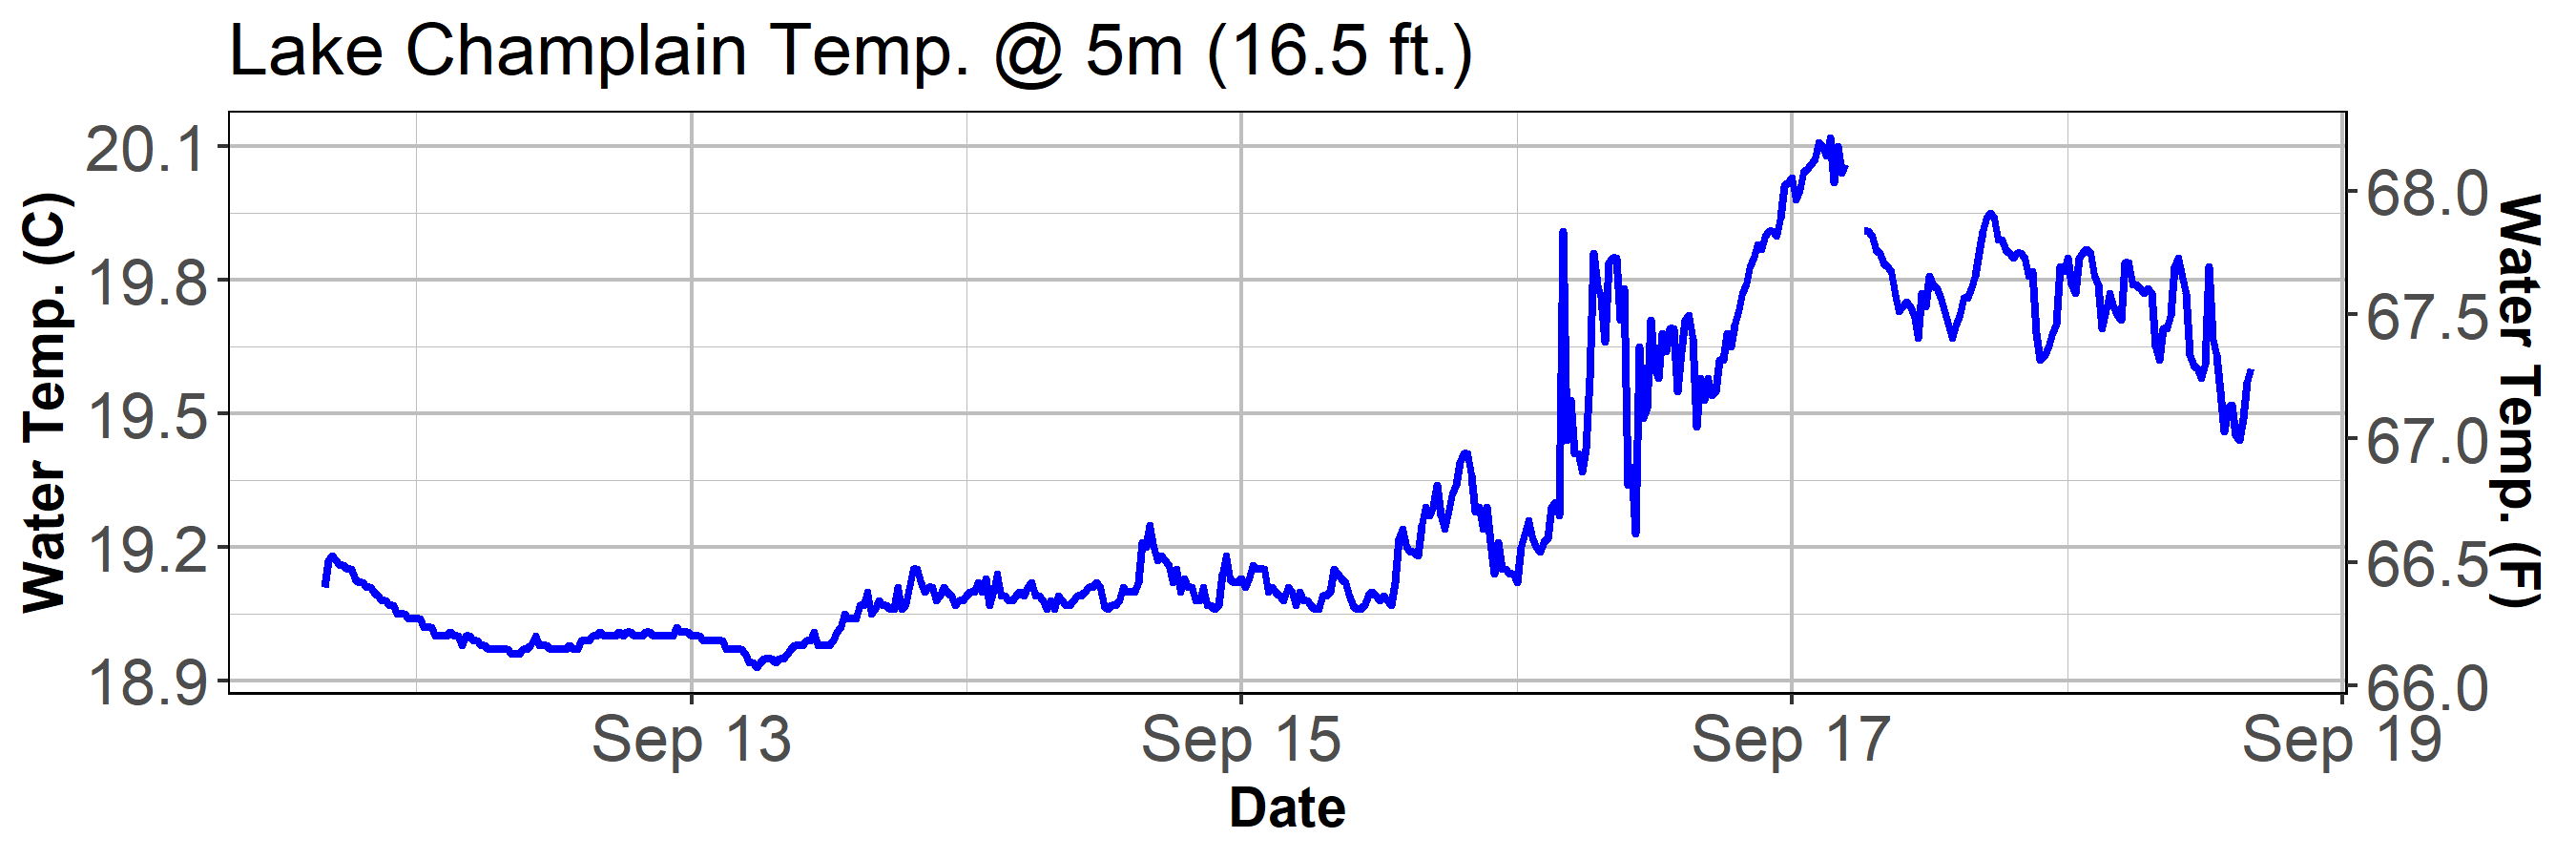 Lake Champlain Temp. @ 5m (16.5 ft.)
Water Temp. (C)
20.1
19.8
19.5
19.2
18.9
68.0
67.5
67.0
66.5
66.0
Water Temp. (F)
Sep 13 Sep 15 Sep 17 Sep 19
Date